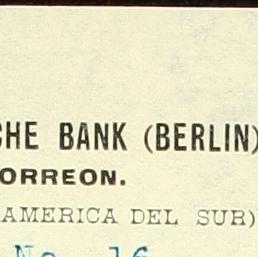 CHE BANK (BERLIN)
ORREON.
AMERICA DEL SUR)
No. 16